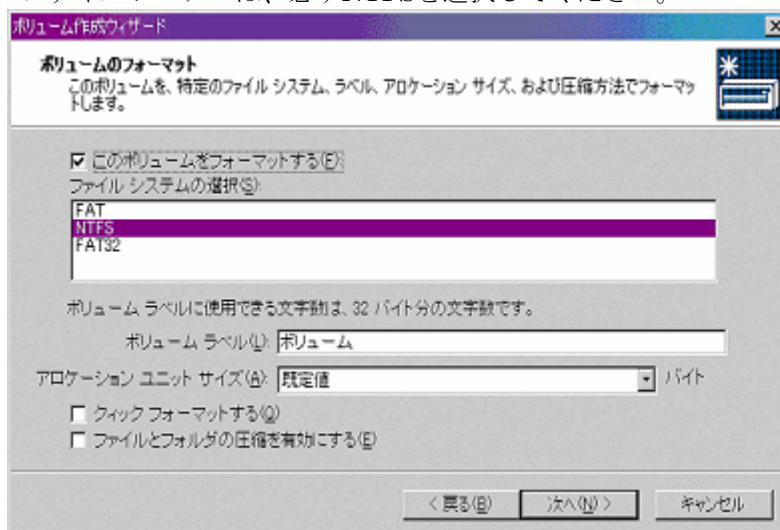 ボリューム作成ウィザード
ボリュームのフォーマット
このボリュームを、特定のファイル システム、ラベル、アロケーション サイズ、および圧縮方法でフォーマッ
トします。
このボリュームをフォーマットする(F):
ファイル システムの選択(S):
FAT
NTFS
FAT32
ボリューム ラベルに使用できる文字数は、32 バイト分の文字数です。
ボリューム ラベル(L): ボリューム
アロケーション ユニット サイズ(A): 既定値 バイト
クィック フォーマットする(Q)
ファイルとフォルダの圧縮を有効にする(E)
< 戻る(B) 次へ(N) > キャンセル